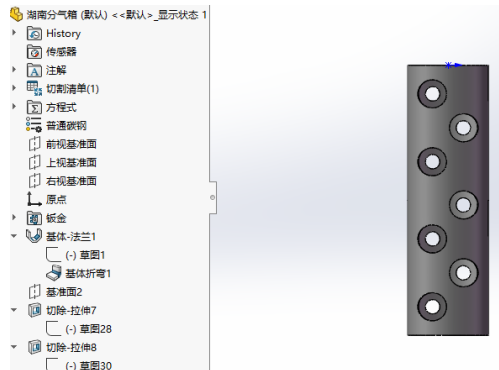 湖南分气箱 (默认) <<默认>_显示状态 1
History
传感器
注解
切割清单(1)
方程式
普通碳钢
前视基准面
上视基准面
右视基准面
原点
钣金
基体-法兰1
(-) 草图1
基体折弯1
基准面2
切除-拉伸7
(-) 草图28
切除-拉伸8
(-) 草图30